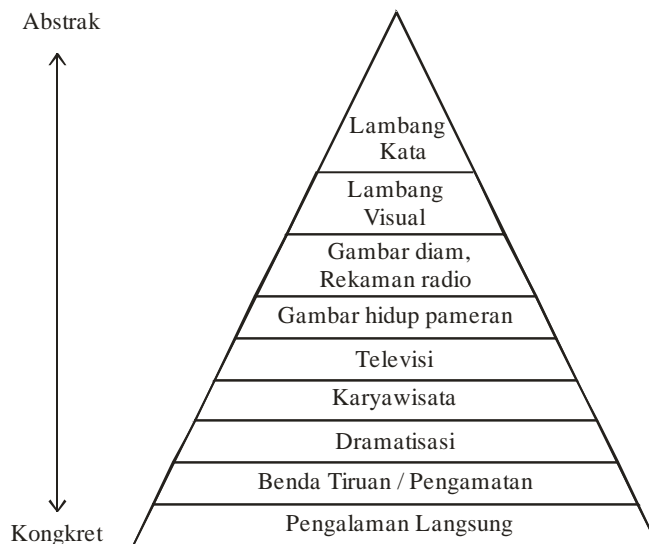 Abstrak
Lambang
Kata
Lambang
Visual
Gambar diam,
Rekaman radio
Gambar hidup pameran
Televisi
Karyawisata
Dramatisasi
Benda Tiruan / Pengamatan
Pengalaman Langsung
Kongkret